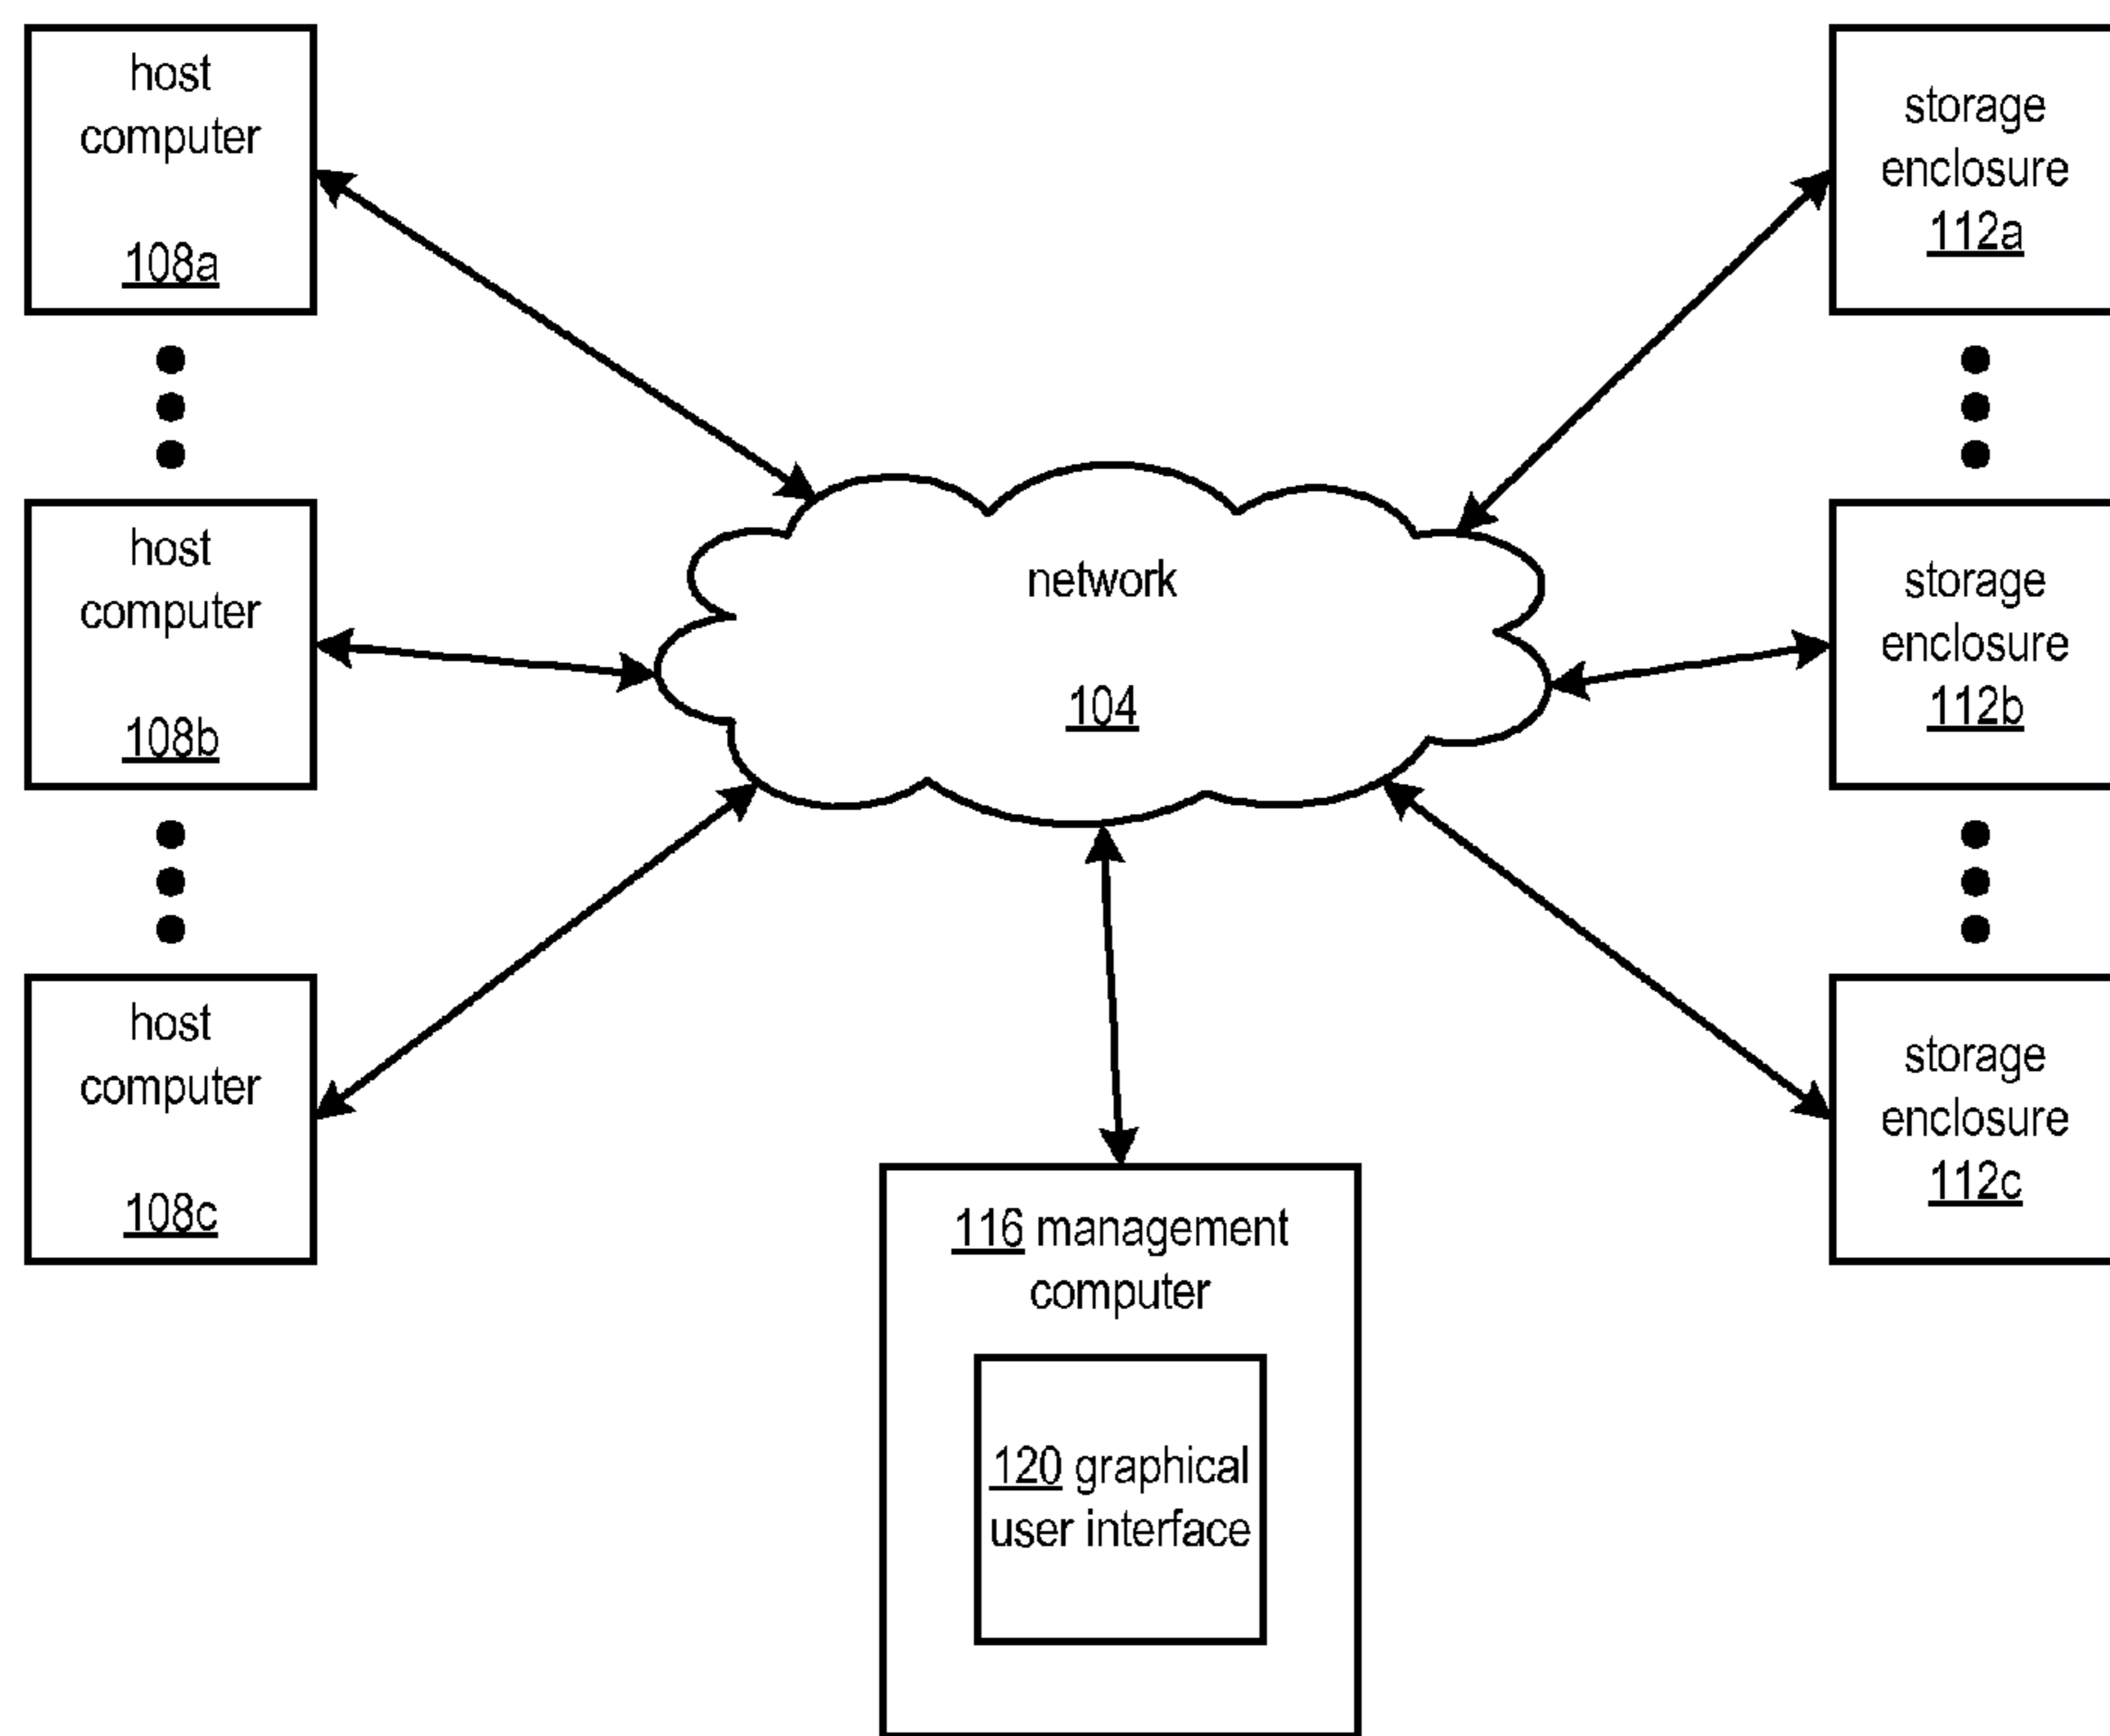 host
computer
108a
storage
enclosure
112a
host
computer
108b
network
104
storage
enclosure
112b
host
computer
108c
storage
enclosure
112c
116 management
computer
120 graphical
user interface